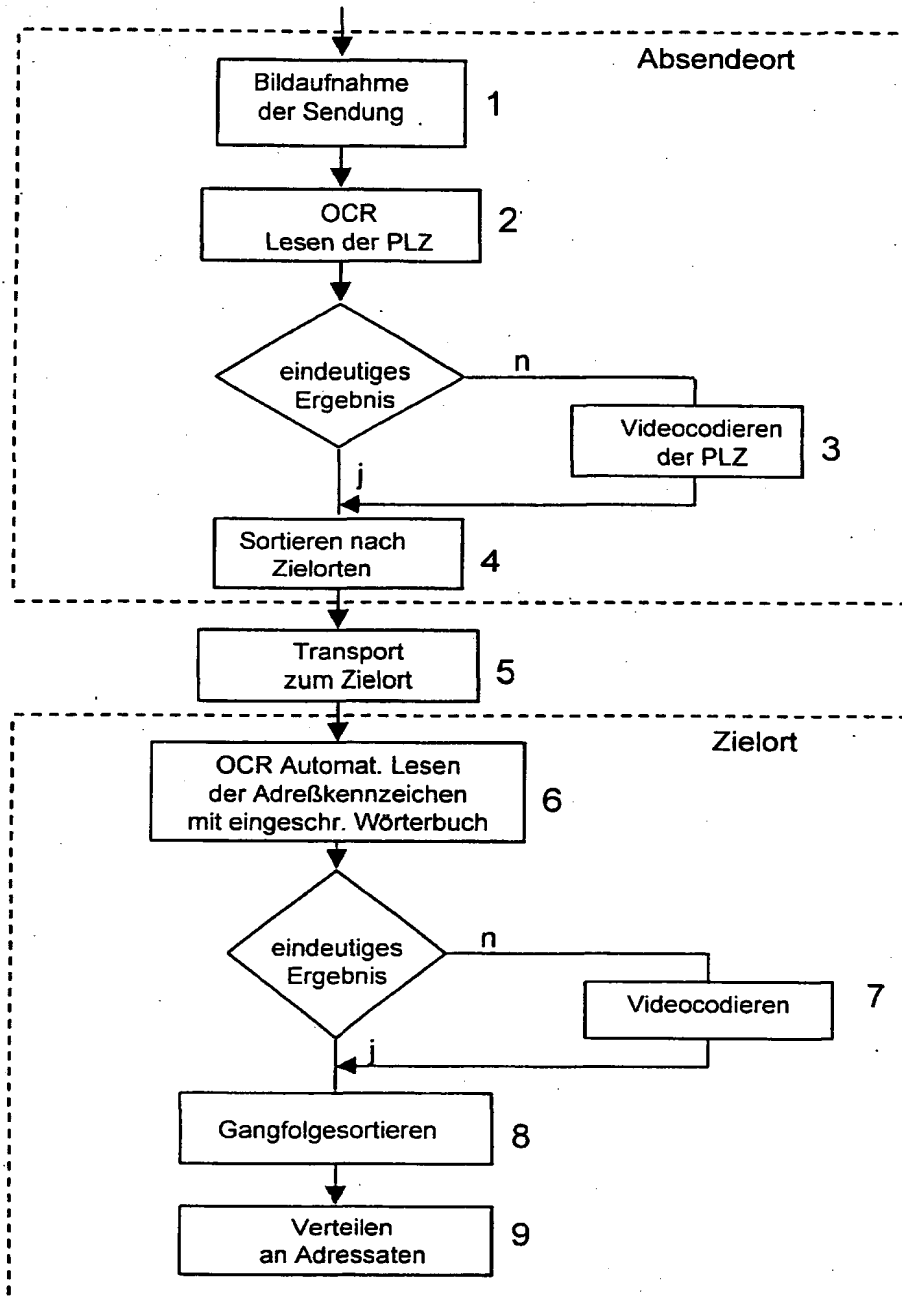 Absendeort
Bildaufnahme
der Sendung
1
OCR
Lesen der PLZ
2
eindeutiges
Ergebnis
n
Videocodieren
der PLZ
3
j
Sortieren nach
Zielorten
4
Transport
zum Zielort
5
Zielort
OCR Automat. Lesen
der Adreßkennzeichen
mit eingeschr. Wörterbuch
6
eindeutiges
Ergebnis
n
Videocodieren
7
j
Gangfolgesortieren
8
Verteilen
an Adressaten
9